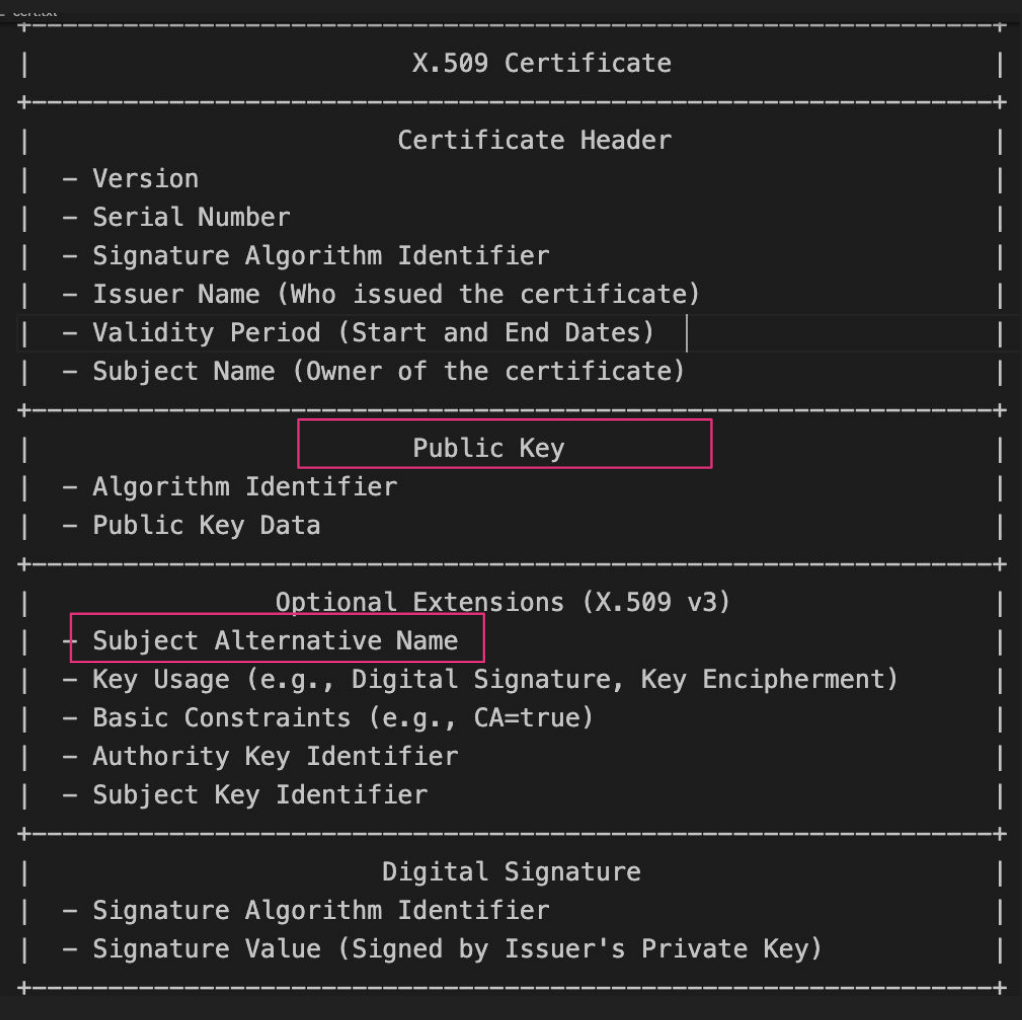 cert.txt
X.509 Certificate
Certificate Header
- Version
- Serial Number
- Signature Algorithm Identifier
- Issuer Name (Who issued the certificate)
- Validity Period (Start and End Dates)
- Subject Name (Owner of the certificate)
Public Key
- Algorithm Identifier
- Public Key Data
Optional Extensions (X.509 v3)
- Subject Alternative Name
- Key Usage (e.g., Digital Signature, Key Encipherment)
- Basic Constraints (e.g., CA=true)
- Authority Key Identifier
- Subject Key Identifier
Digital Signature
- Signature Algorithm Identifier
- Signature Value (Signed by Issuer's Private Key)